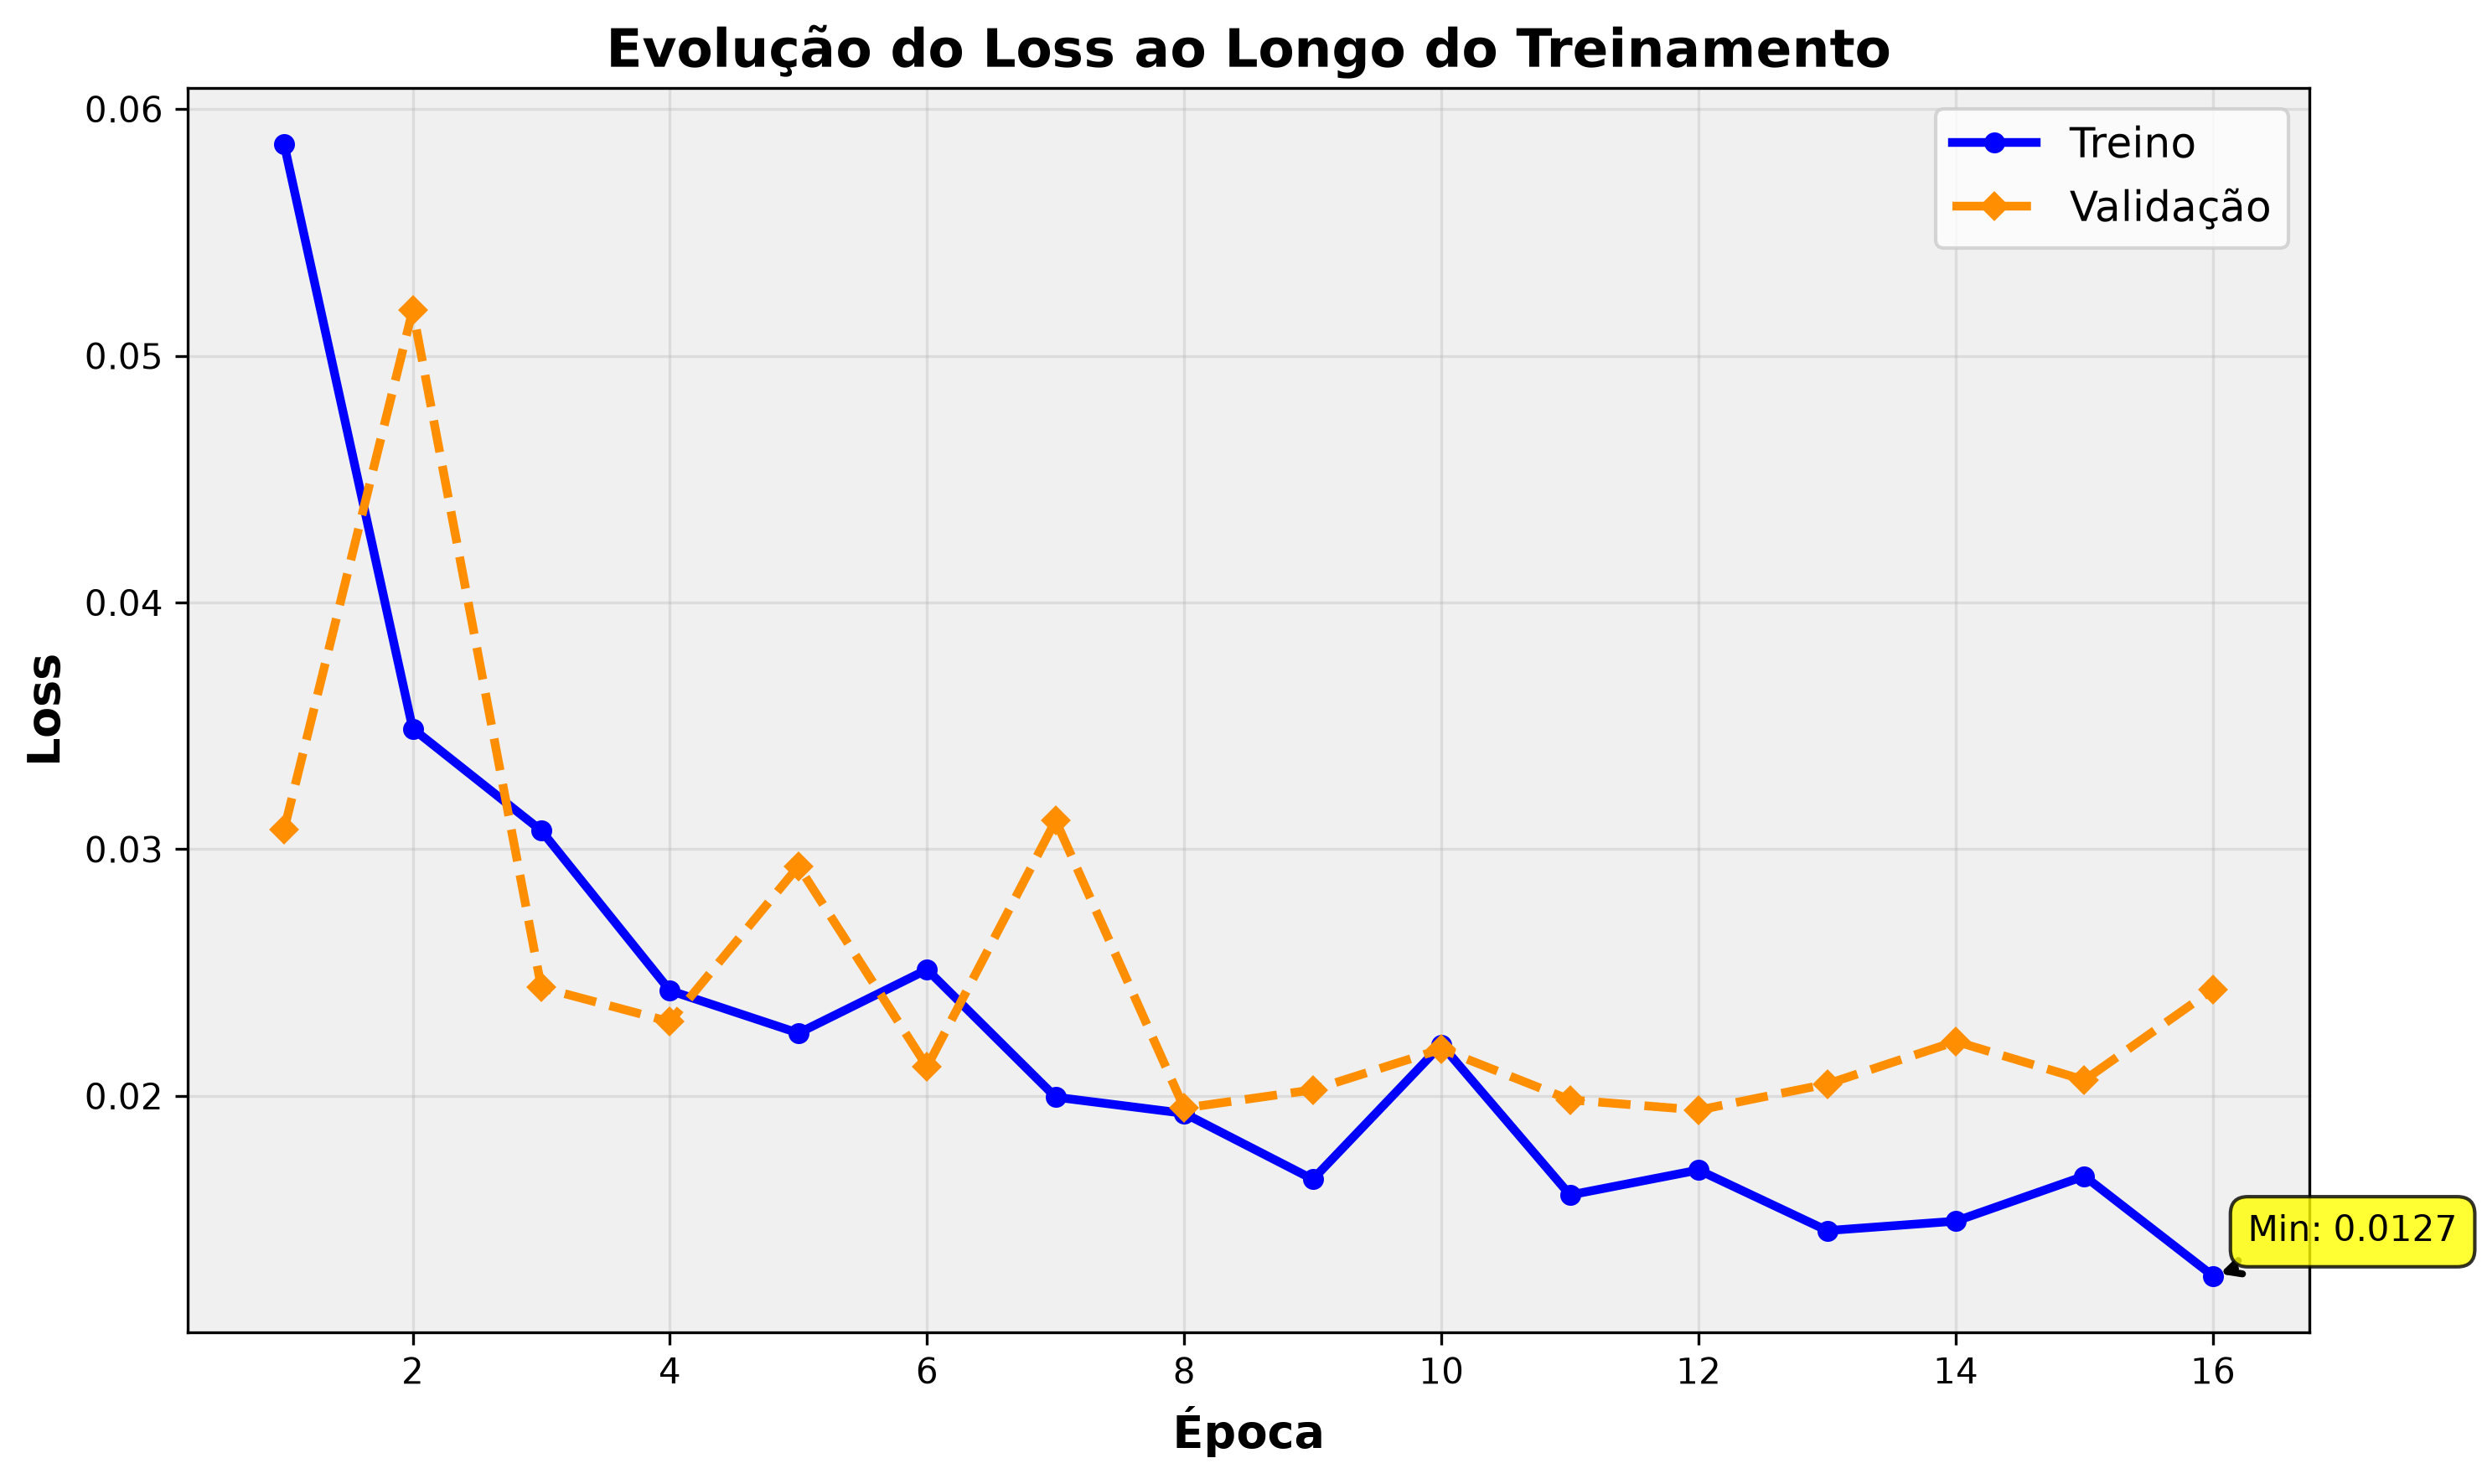 Evolução do Loss ao Longo do Treinamento
0.06
0.05
0.04
0.03
0.02
Loss
Treino
Validação
Min: 0.0127
2 4 6 8 10 12 14 16
Época